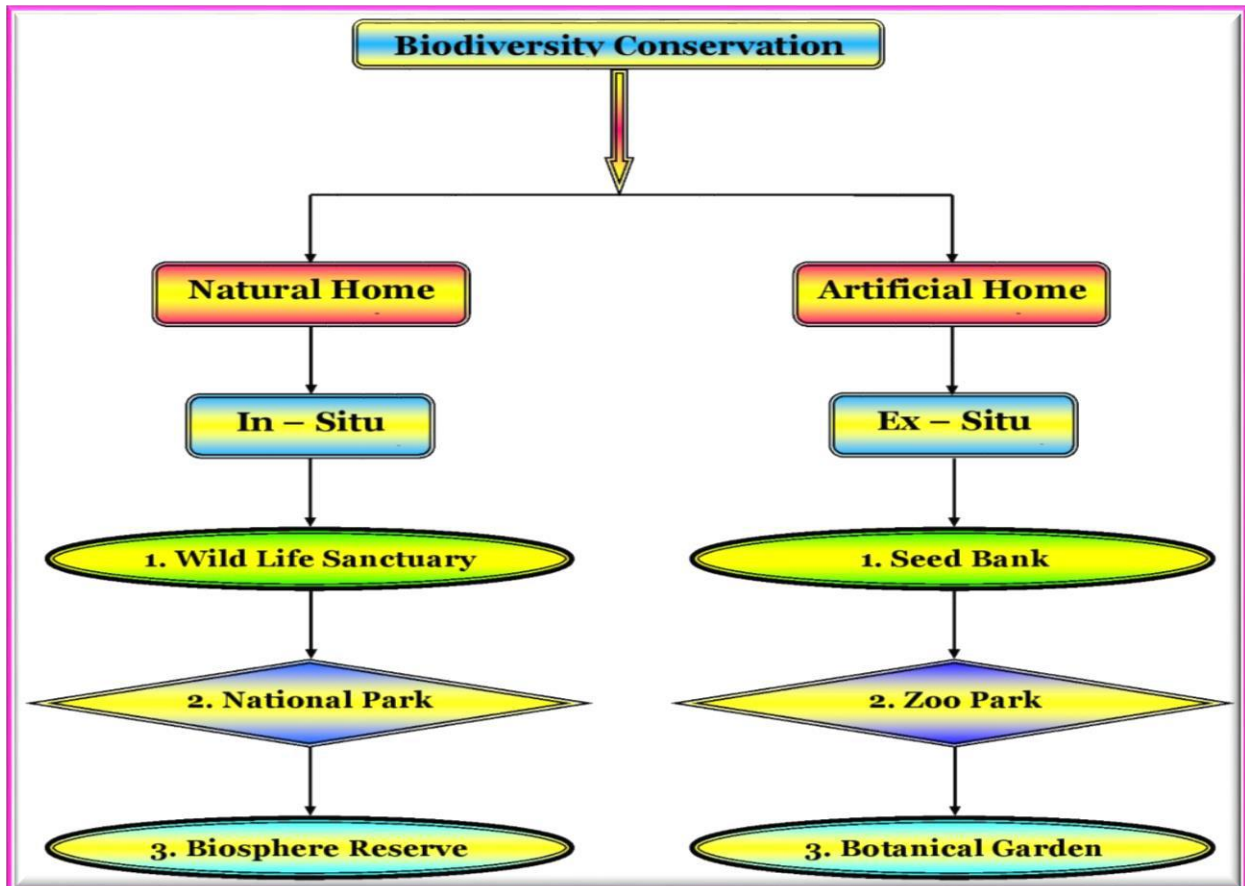 Biodiversity Conservation
Natural Home
Artificial Home
In – Situ
Ex – Situ
1. Wild Life Sanctuary
1. Seed Bank
2. National Park
2. Zoo Park
3. Biosphere Reserve
3. Botanical Garden